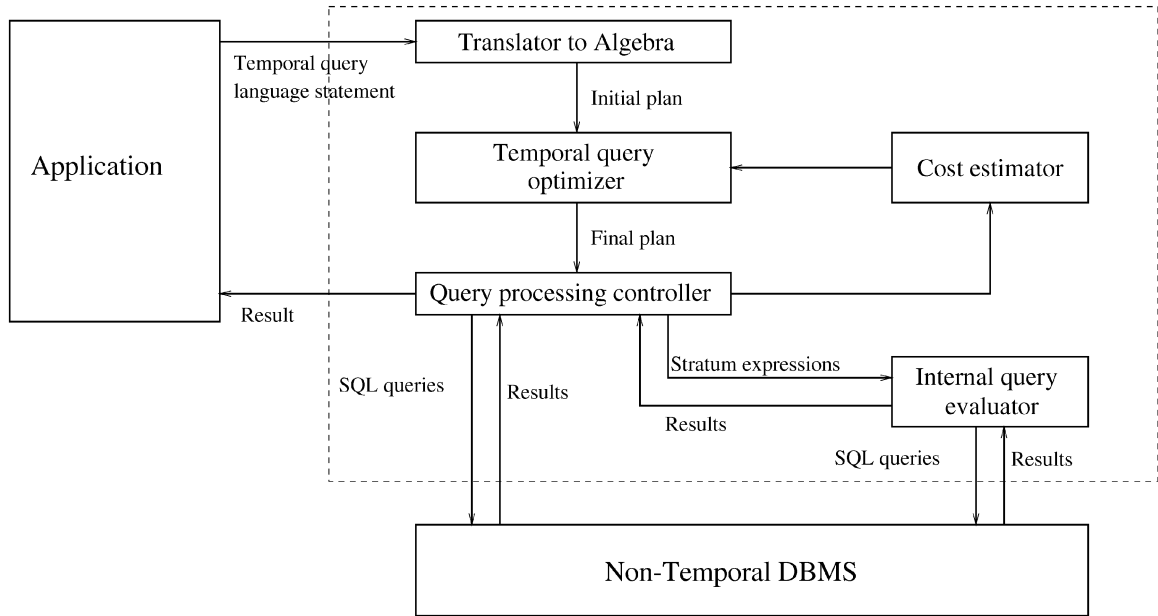 Translator to Algebra
Temporal query
language statement
Initial plan
Application
Temporal query
optimizer
Cost estimator
Final plan
Query processing controller
Result
Stratum expressions
SQL queries
Results
Internal query
evaluator
Results
SQL queries
Results
Non-Temporal DBMS